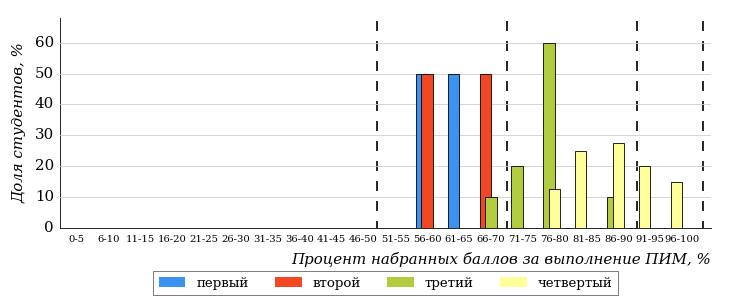 Доля студентов, %
60
50
40
30
20
10
0
0-5 6-10 11-15 16-20 21-25 26-30 31-35 36-40 41-45 46-50 51-55 56-60 61-65 66-70 71-75 76-80 81-85 86-90 91-95 96-100
Процент набранных баллов за выполнение ПИМ, %
первый второй третий четвертый